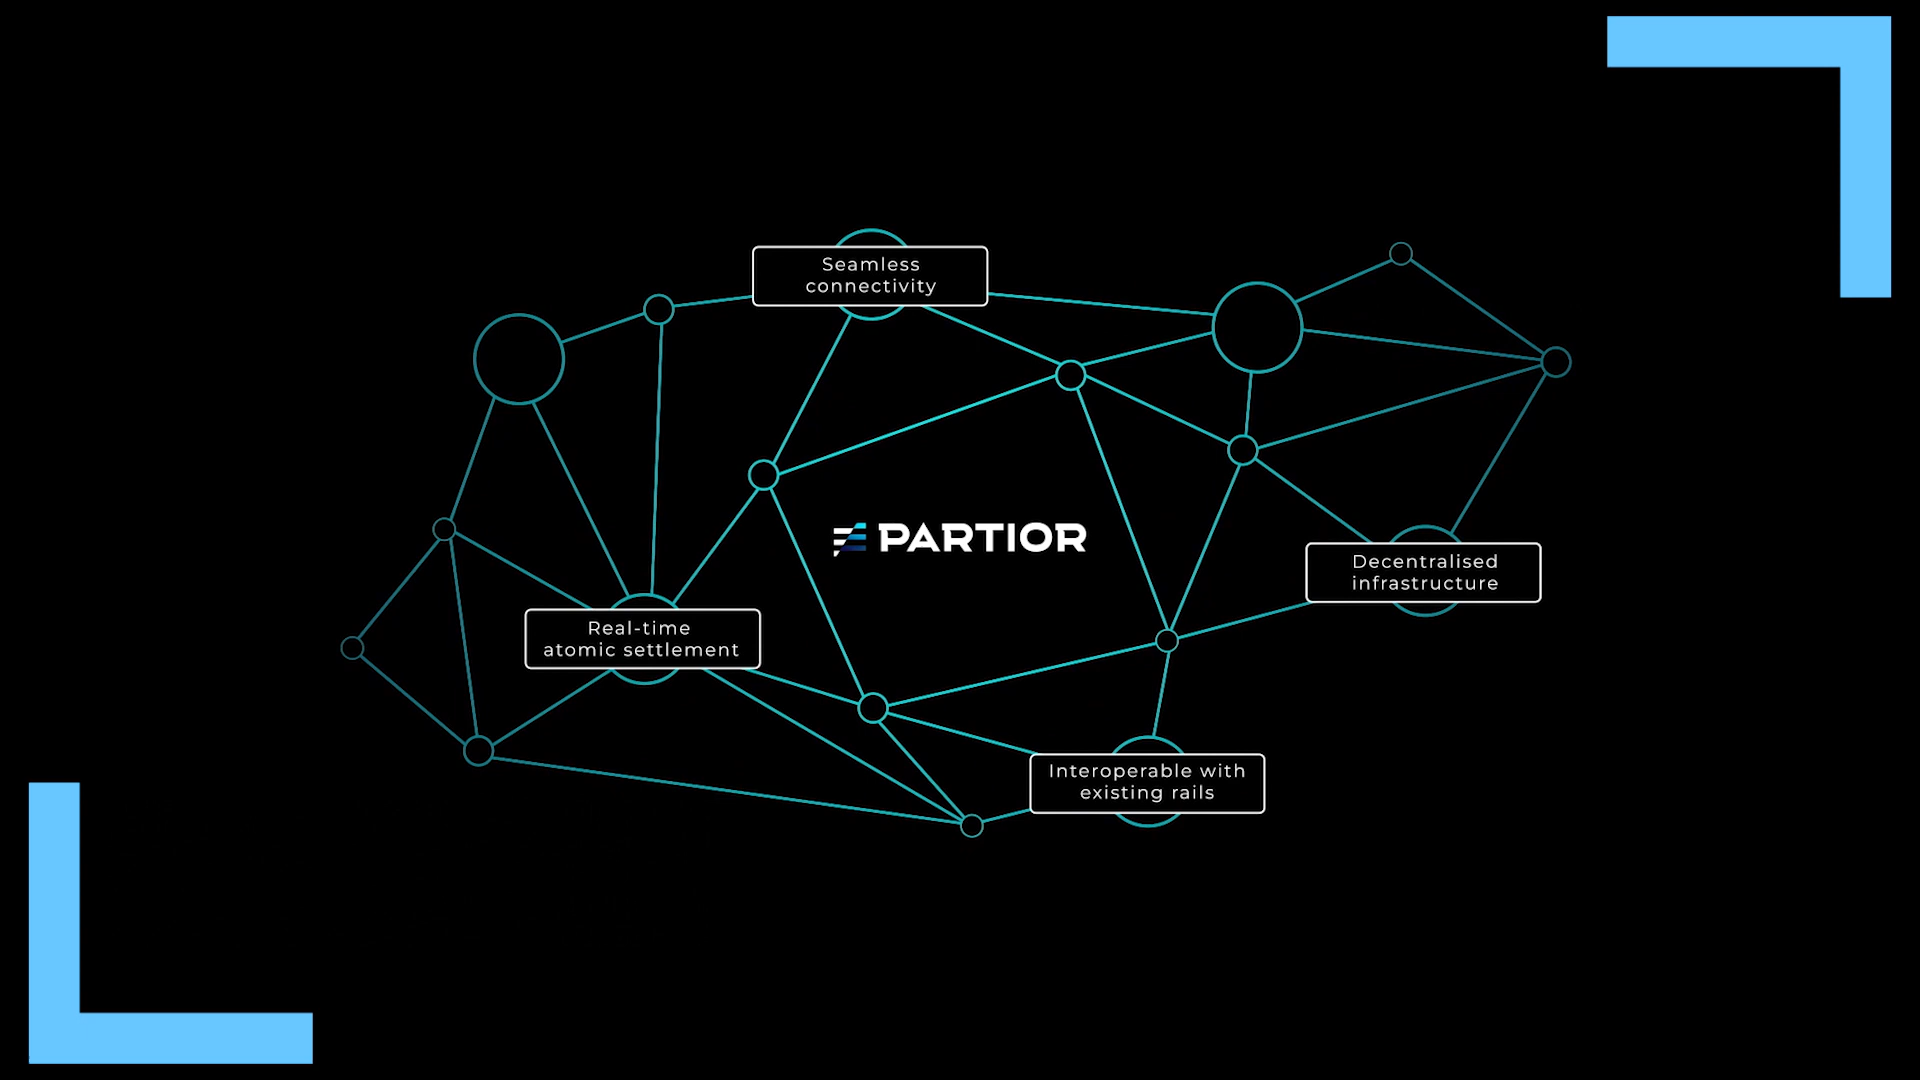 Seamless
connectivity
PARTIOR
Decentralised
infrastructure
Real-time
atomic settlement
Interoperable with
existing rails